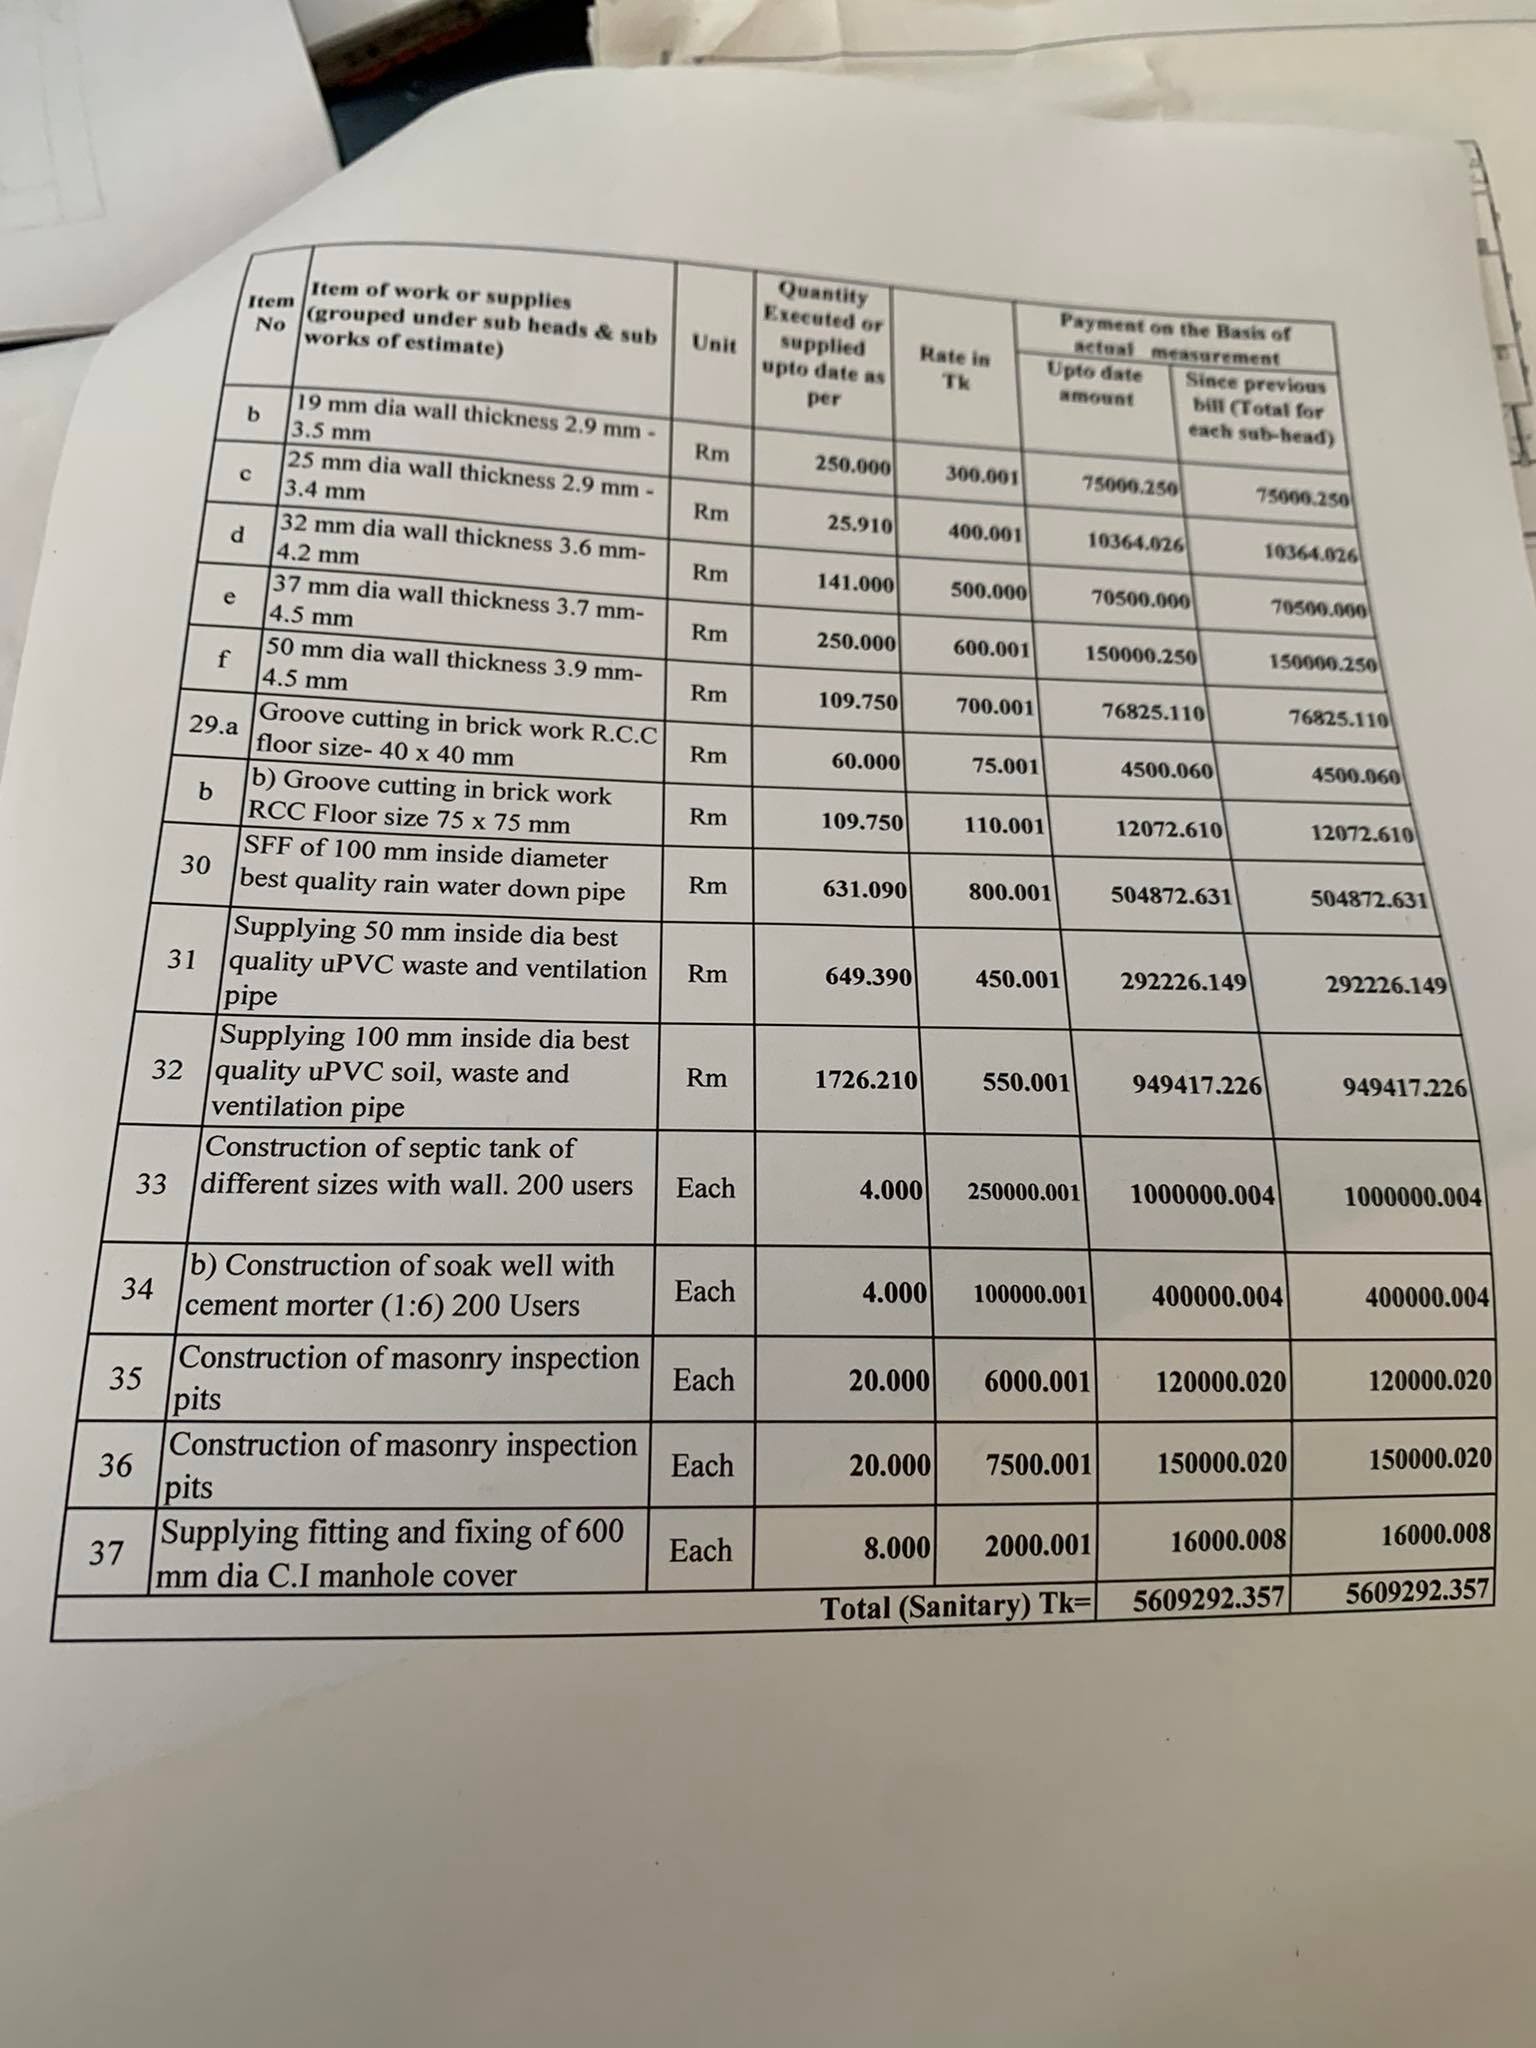 Item No
Item of work or supplies
(grouped under sub heads & sub
works of estimate)
Unit
Quantity
Executed or
supplied
upto date as
per
Rate in
Tk
Payment on the Basis of
actual measurement
Upto date
amount
Since previous
bill (Total for
each sub-head)
b
19 mm dia wall thickness 2.9 mm -
3.5 mm
Rm 250.000 300.001 75000.250 75000.250
c
25 mm dia wall thickness 2.9 mm -
3.4 mm
Rm 25.910 400.001 10364.026 10364.026
d
32 mm dia wall thickness 3.6 mm-
4.2 mm
Rm 141.000 500.000 70500.000 70500.000
e
37 mm dia wall thickness 3.7 mm-
4.5 mm
Rm 250.000 600.001 150000.250 150000.250
f
50 mm dia wall thickness 3.9 mm-
4.5 mm
Rm 109.750 700.001 76825.110 76825.110
29.a
Groove cutting in brick work R.C.C
floor size- 40 x 40 mm
Rm 60.000 75.001 4500.060 4500.060
b
b) Groove cutting in brick work
RCC Floor size 75 x 75 mm
Rm 109.750 110.001 12072.610 12072.610
30
SFF of 100 mm inside diameter
best quality rain water down pipe
Rm 631.090 800.001 504872.631 504872.631
31
Supplying 50 mm inside dia best
quality uPVC waste and ventilation
pipe
Rm 649.390 450.001 292226.149 292226.149
32
Supplying 100 mm inside dia best
quality uPVC soil, waste and
ventilation pipe
Rm 1726.210 550.001 949417.226 949417.226
33
Construction of septic tank of
different sizes with wall. 200 users
Each 4.000 250000.001 1000000.004 1000000.004
34
b) Construction of soak well with
cement morter (1:6) 200 Users
Each 4.000 100000.001 400000.004 400000.004
35
Construction of masonry inspection
pits
Each 20.000 6000.001 120000.020 120000.020
36
Construction of masonry inspection
pits
Each 20.000 7500.001 150000.020 150000.020
37
Supplying fitting and fixing of 600
mm dia C.I manhole cover
Each 8.000 2000.001 16000.008 16000.008
Total (Sanitary) Tk= 5609292.357 5609292.357